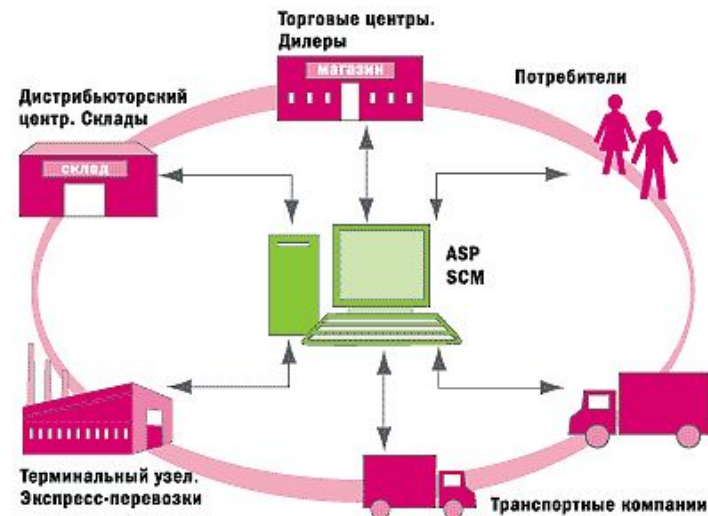 Торговые центры.
Дилеры
магазин
Потребители
Дистрибьюторский
центр. Склады
склад
ASP
SCM
Терминальный узел.
Экспресс-перевозки
Транспортные компании